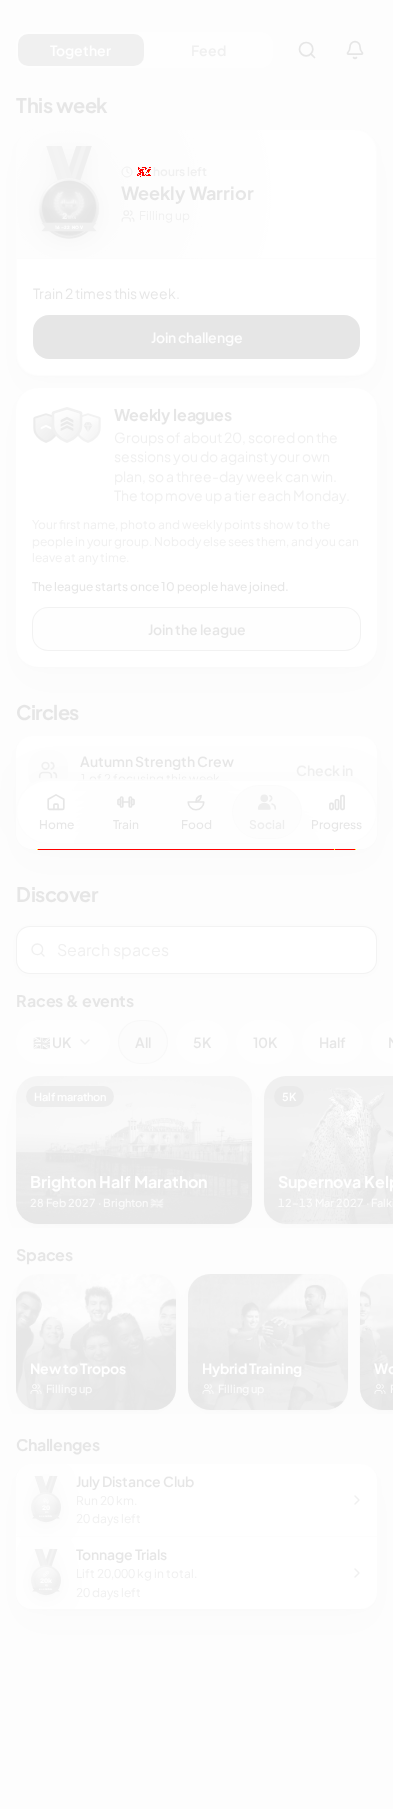 Together
Feed
This week
hours left
Weekly Warrior
Filling up
Train 2 times this week.
Join challenge
Weekly leagues
Groups of about 20, scored on the
sessions you do against your own
plan, so a three-day week can win.
The top move up a tier each Monday.
Your first name, photo and weekly points show to the
people in your group. Nobody else sees them, and you can
leave at any time.
The league starts once 10 people have joined.
Join the league
Circles
Autumn Strength Crew
1 of 2 focusing this week
Check in
Home
Train
Food
Social
Progress
Discover
Search spaces
Races & events
UK
All
5K
10K
Half
Half marathon
Brighton Half Marathon
28 Feb 2027 · Brighton
5K
Supernova Kelp
12–13 Mar 2027 · Falk
Spaces
New to Tropos
Filling up
Hybrid Training
Filling up
Challenges
July Distance Club
Run 20 km.
20 days left
Tonnage Trials
Lift 20,000 kg in total.
20 days left